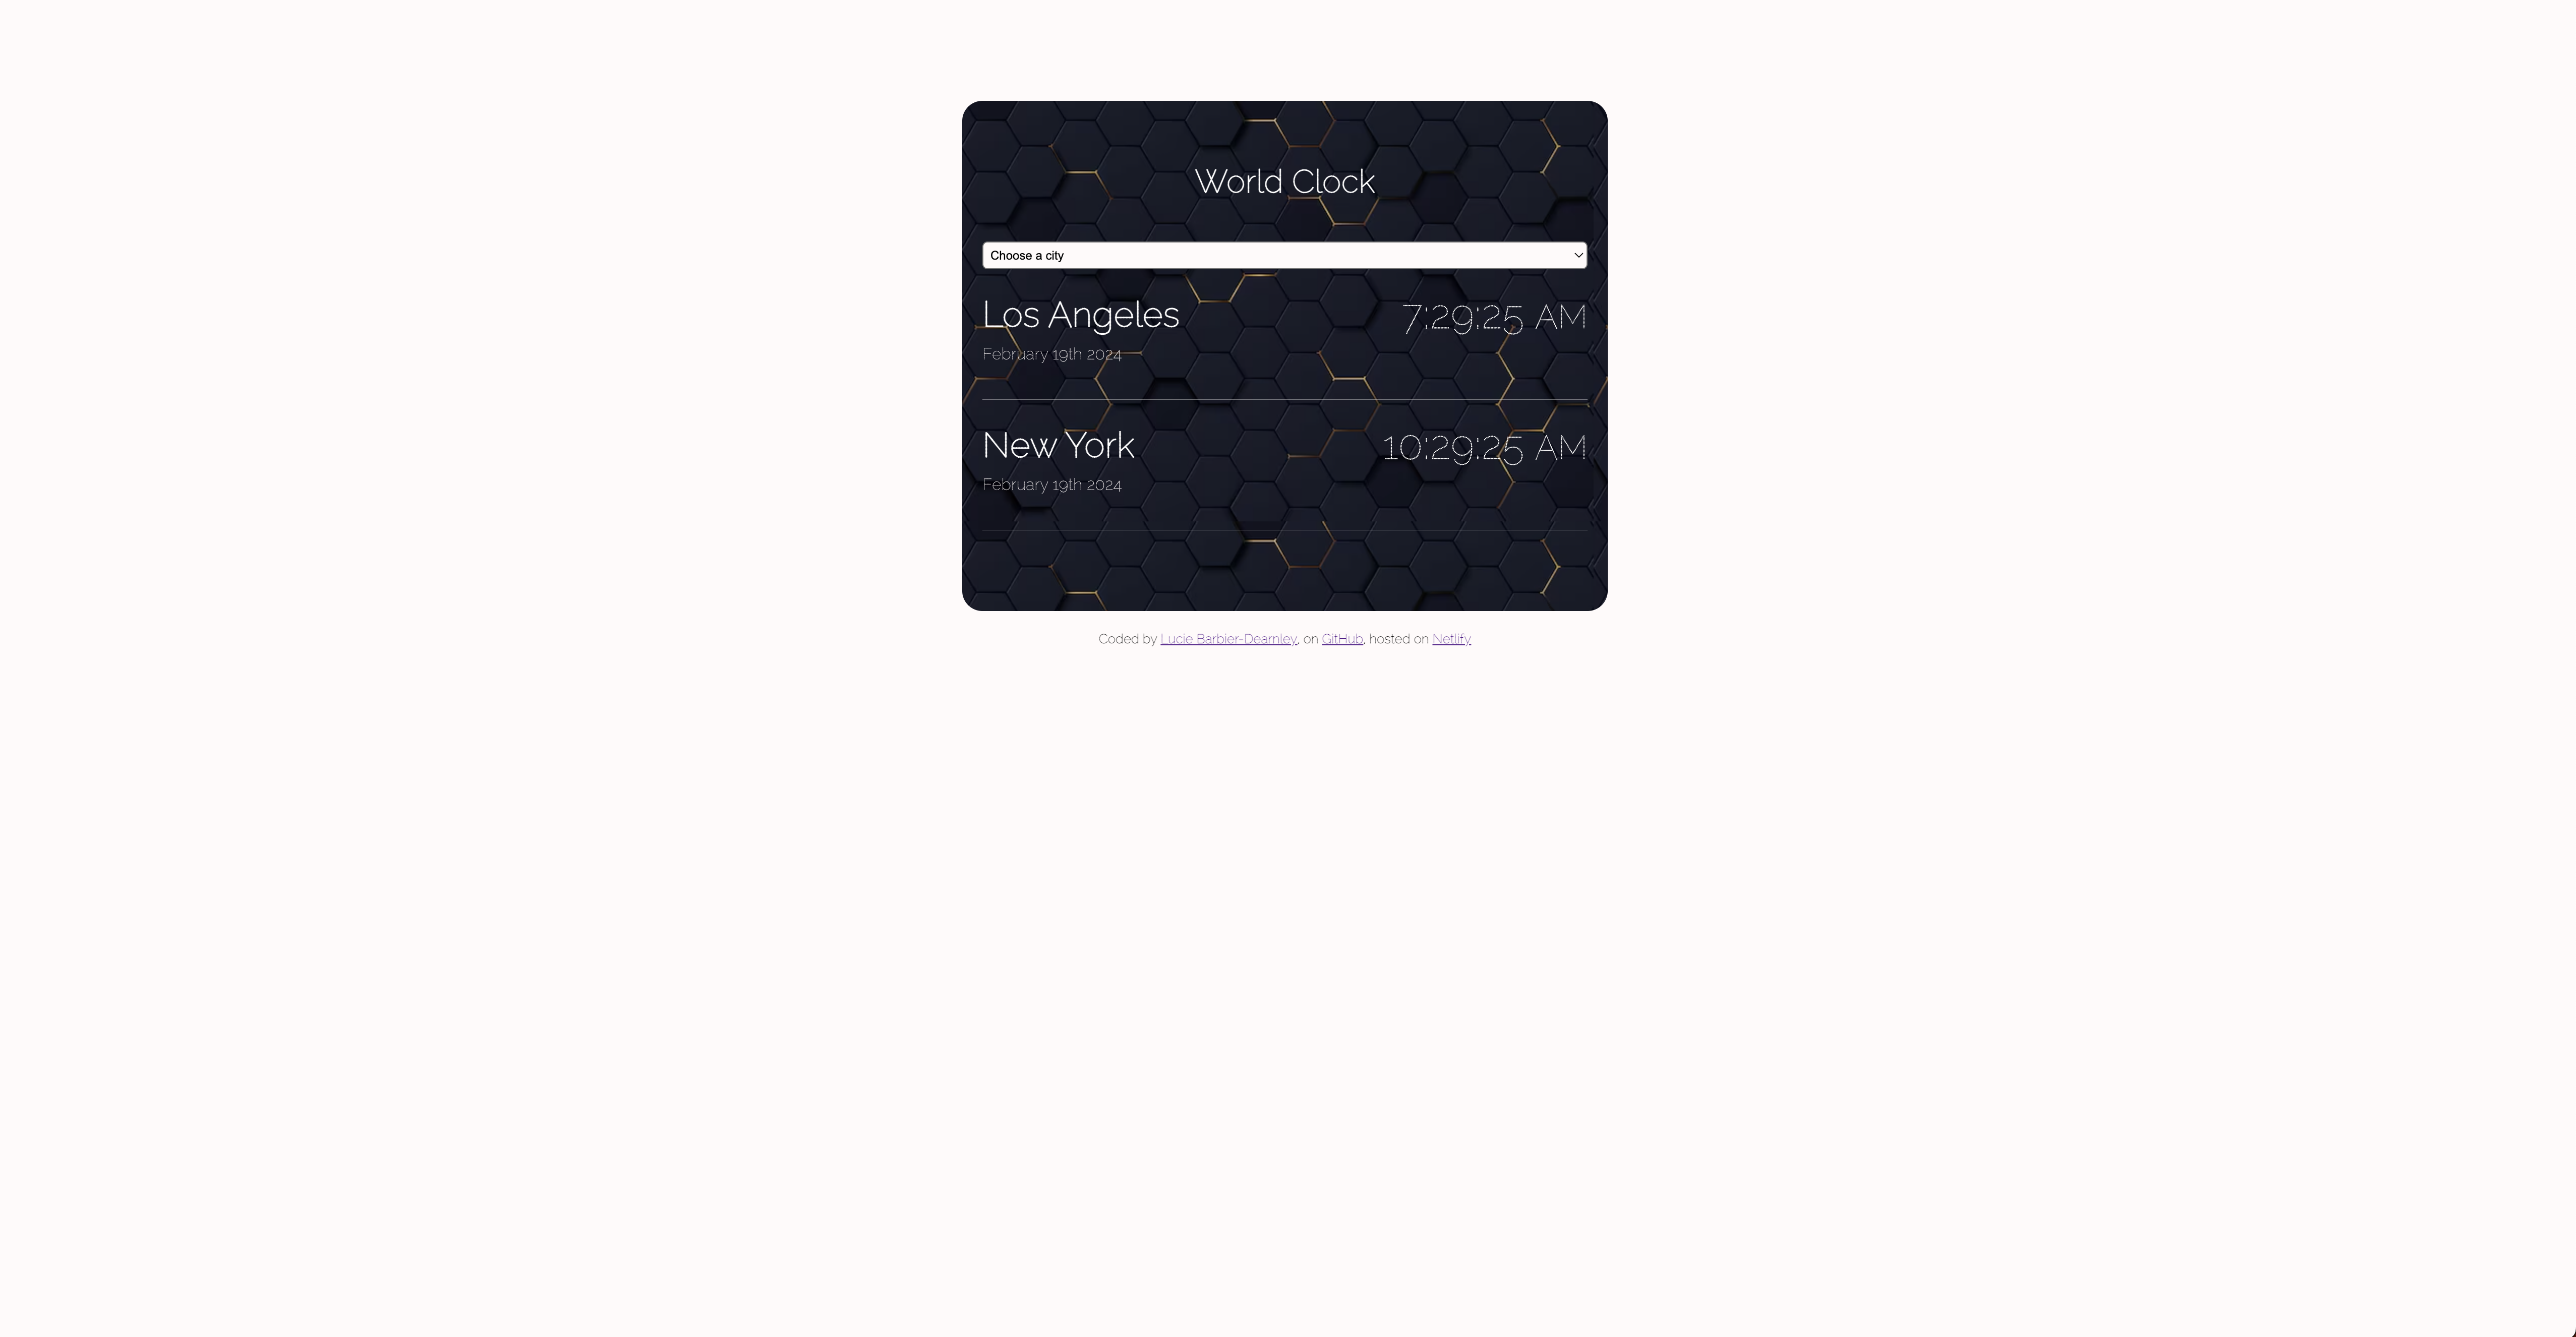 World Clock
Choose a city
Los Angeles 7:29:25 AM
February 19th 2024
New York 10:29:25 AM
February 19th 2024
Coded by Lucie Barbier-Dearnley, on GitHub, hosted on Netlify